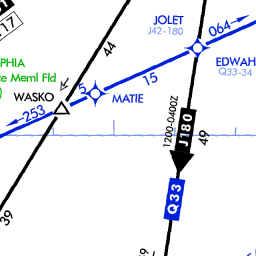 17
JOLET
J42-180
064
EDWAH
Q33-34
44
PHIA
ce Meml Fld
)
WASKO
5
15
MATIE
253
1200-0400Z
J180
49
Q33
39